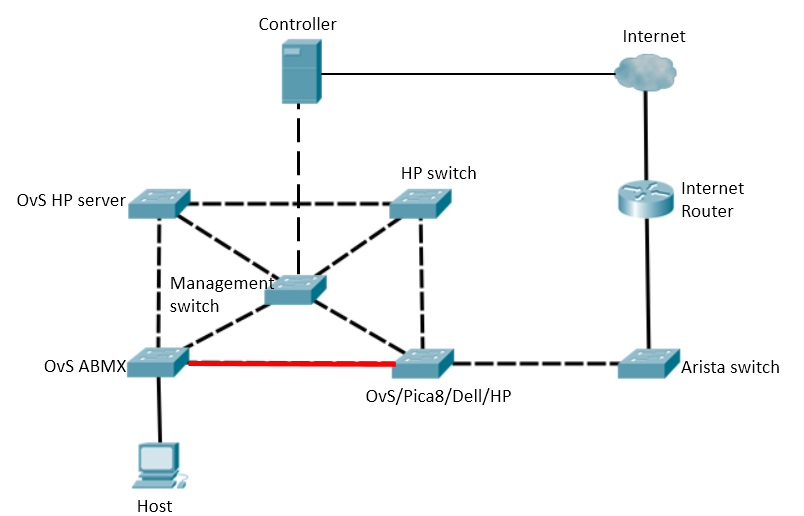 Controller
Internet
HP switch
OvS HP server
Internet
Router
Management
switch
OvS ABMX
Arista switch
OvS/Pica8/Dell/HP
Host